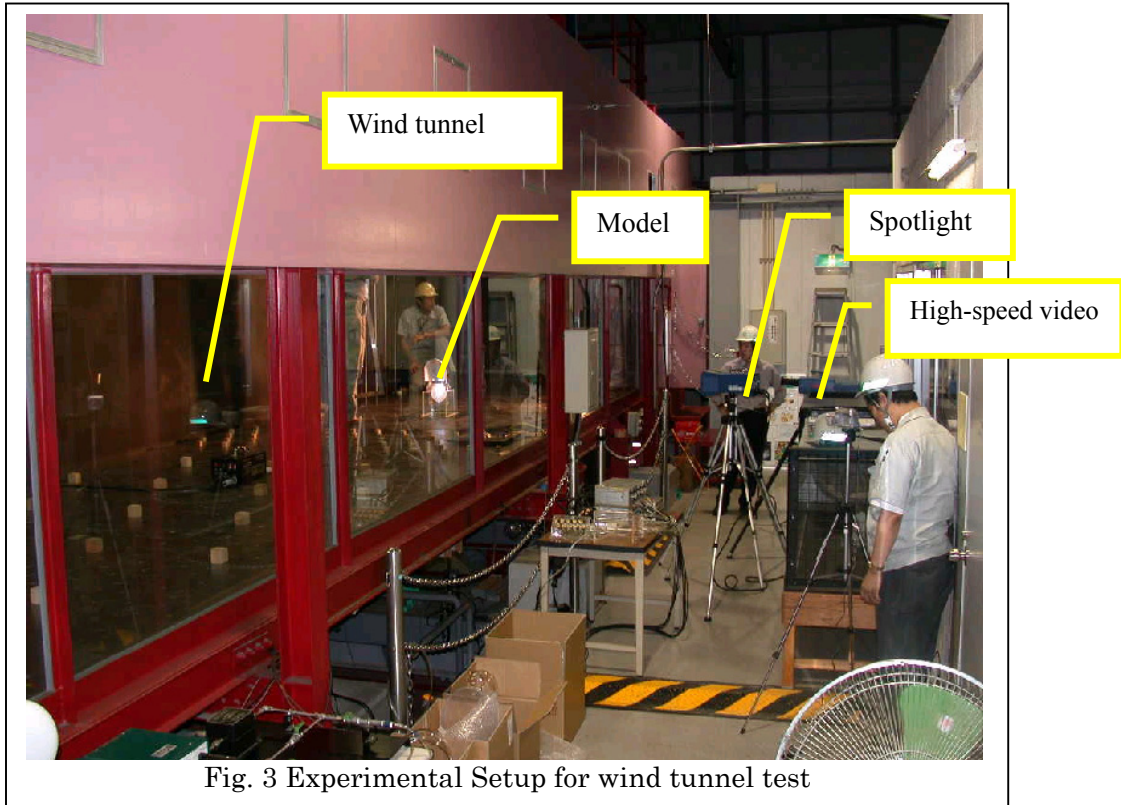 Wind tunnel
Model
Spotlight
High-speed video
Fig. 3 Experimental Setup for wind tunnel test